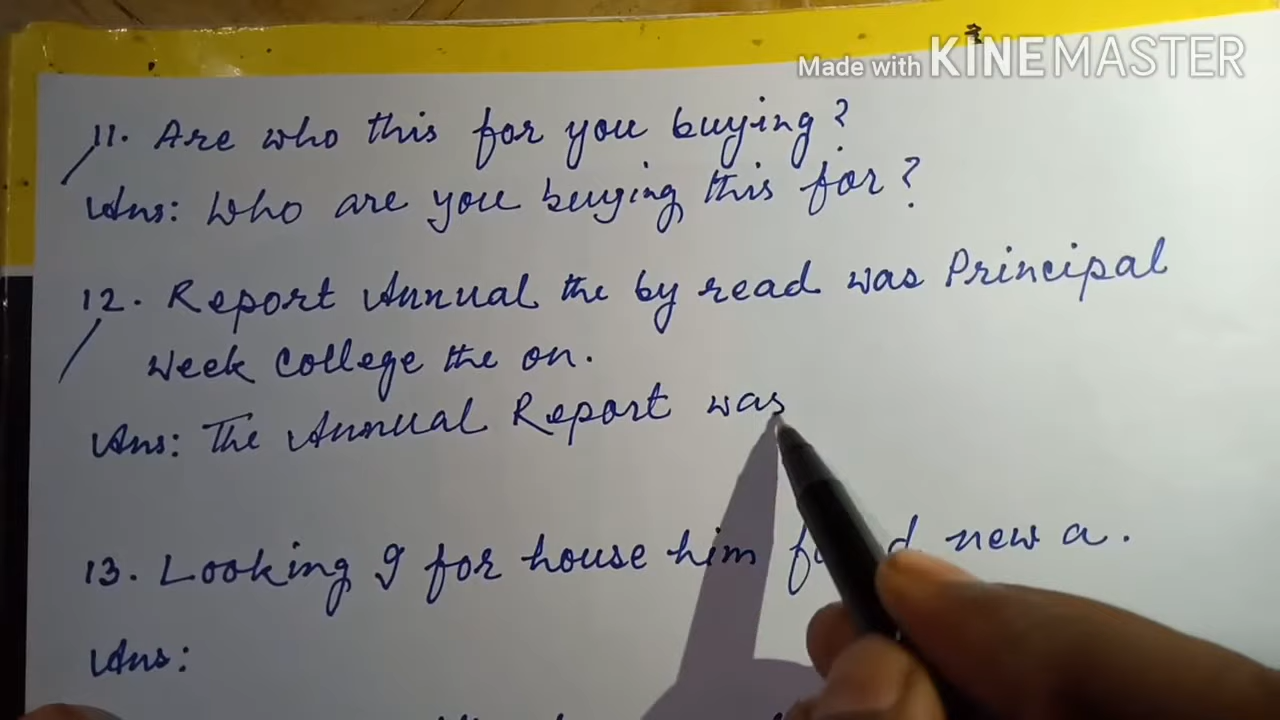 Made with KINEMASTER
11. Are who this for you buying?
Ans: Who are you buying this for?
12. Report Annual the by read was Principal
week college the on.
Ans: The Annual Report was
13. Looking I for house him new a.
Ans: